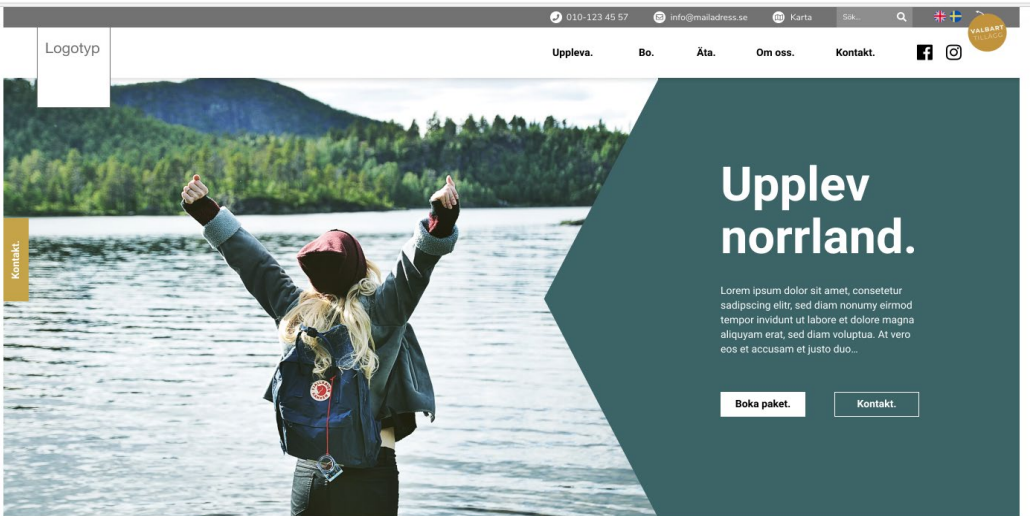 010-123 45 57 info@mailadress.se Karta Sök...
VALBART
TILLÄGG
Logotyp
Uppleva. Bo. Äta. Om oss. Kontakt.
Kontakt.
Upplev
norrland.
Lorem ipsum dolor sit amet, consetetur
sadipscing elitr, sed diam nonumy eirmod
tempor invidunt ut labore et dolore magna
aliquyam erat, sed diam voluptua. At vero
eos et accusam et justo duo...
Boka paket. Kontakt.